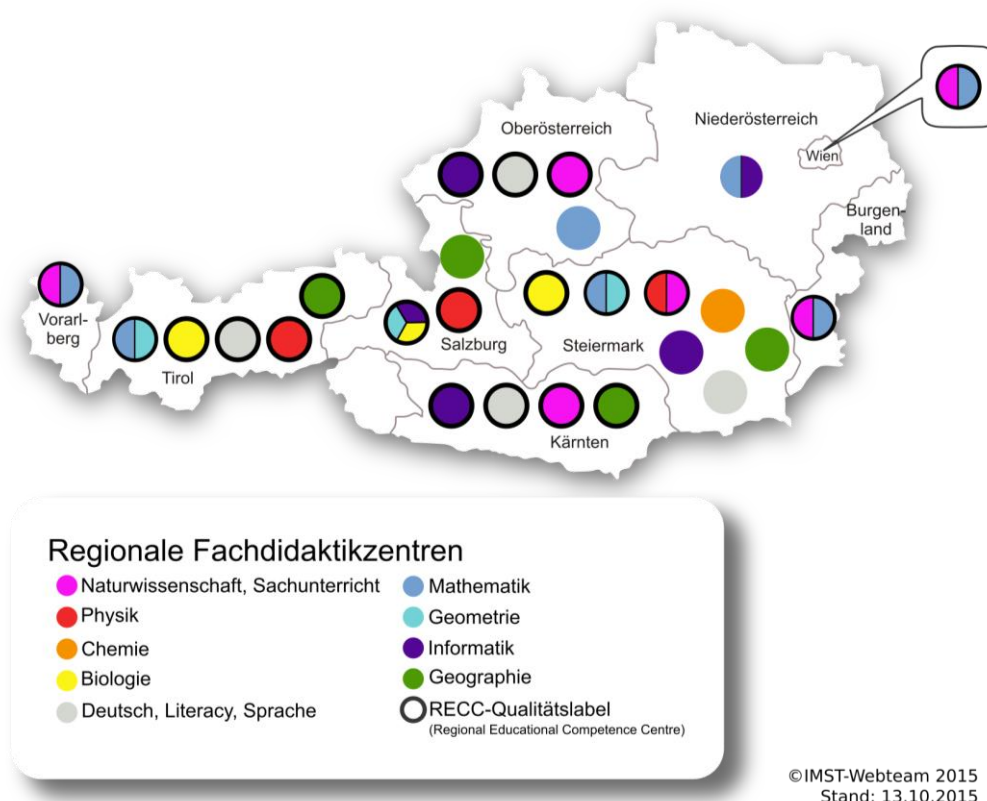 Oberösterreich
Niederösterreich
Wien
Burgen-
land
Vorarl-
berg
Tirol
Salzburg
Steiermark
Kärnten
Regionale Fachdidaktikzentren
Naturwissenschaft, Sachunterricht
Physik
Chemie
Biologie
Deutsch, Literacy, Sprache
Mathematik
Geometrie
Informatik
Geographie
RECC-Qualitätslabel
(Regional Educational Competence Centre)
©IMST-Webteam 2015
Stand: 13.10.2015